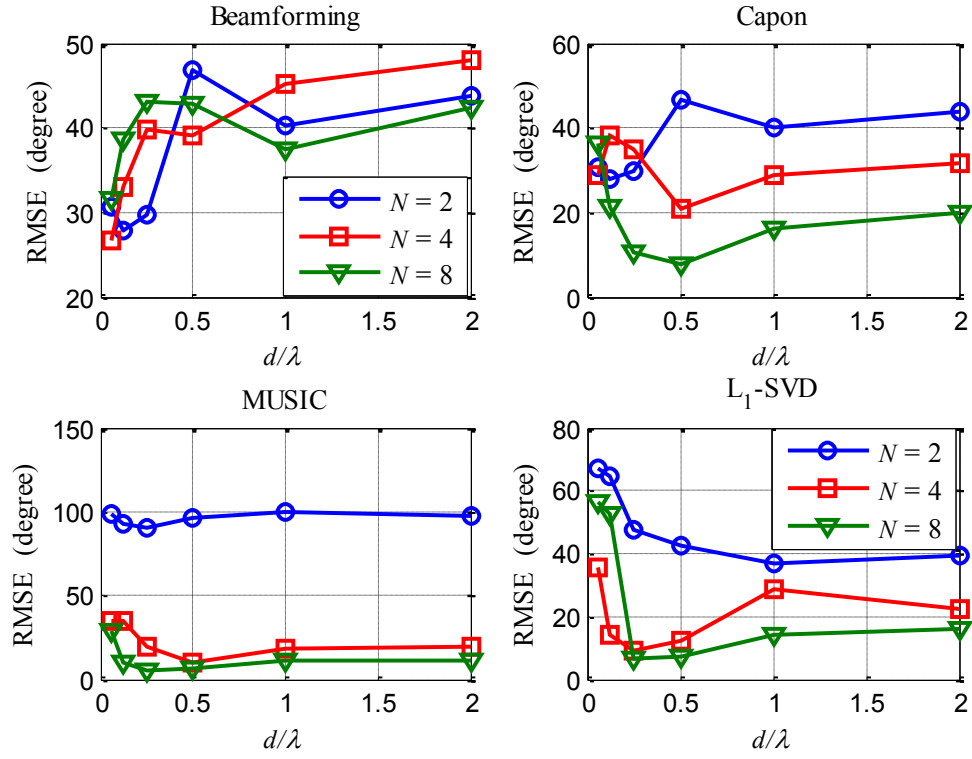 Beamforming
50
40
30
20
RMSE (degree)
N = 2
N = 4
N = 8
0 0.5 1 1.5 2
d/λ
Capon
60
40
20
0
RMSE (degree)
0 0.5 1 1.5 2
d/λ
MUSIC
150
100
50
0
RMSE (degree)
0 0.5 1 1.5 2
d/λ
L1-SVD
80
60
40
20
0
RMSE (degree)
N = 2
N = 4
N = 8
0 0.5 1 1.5 2
d/λ